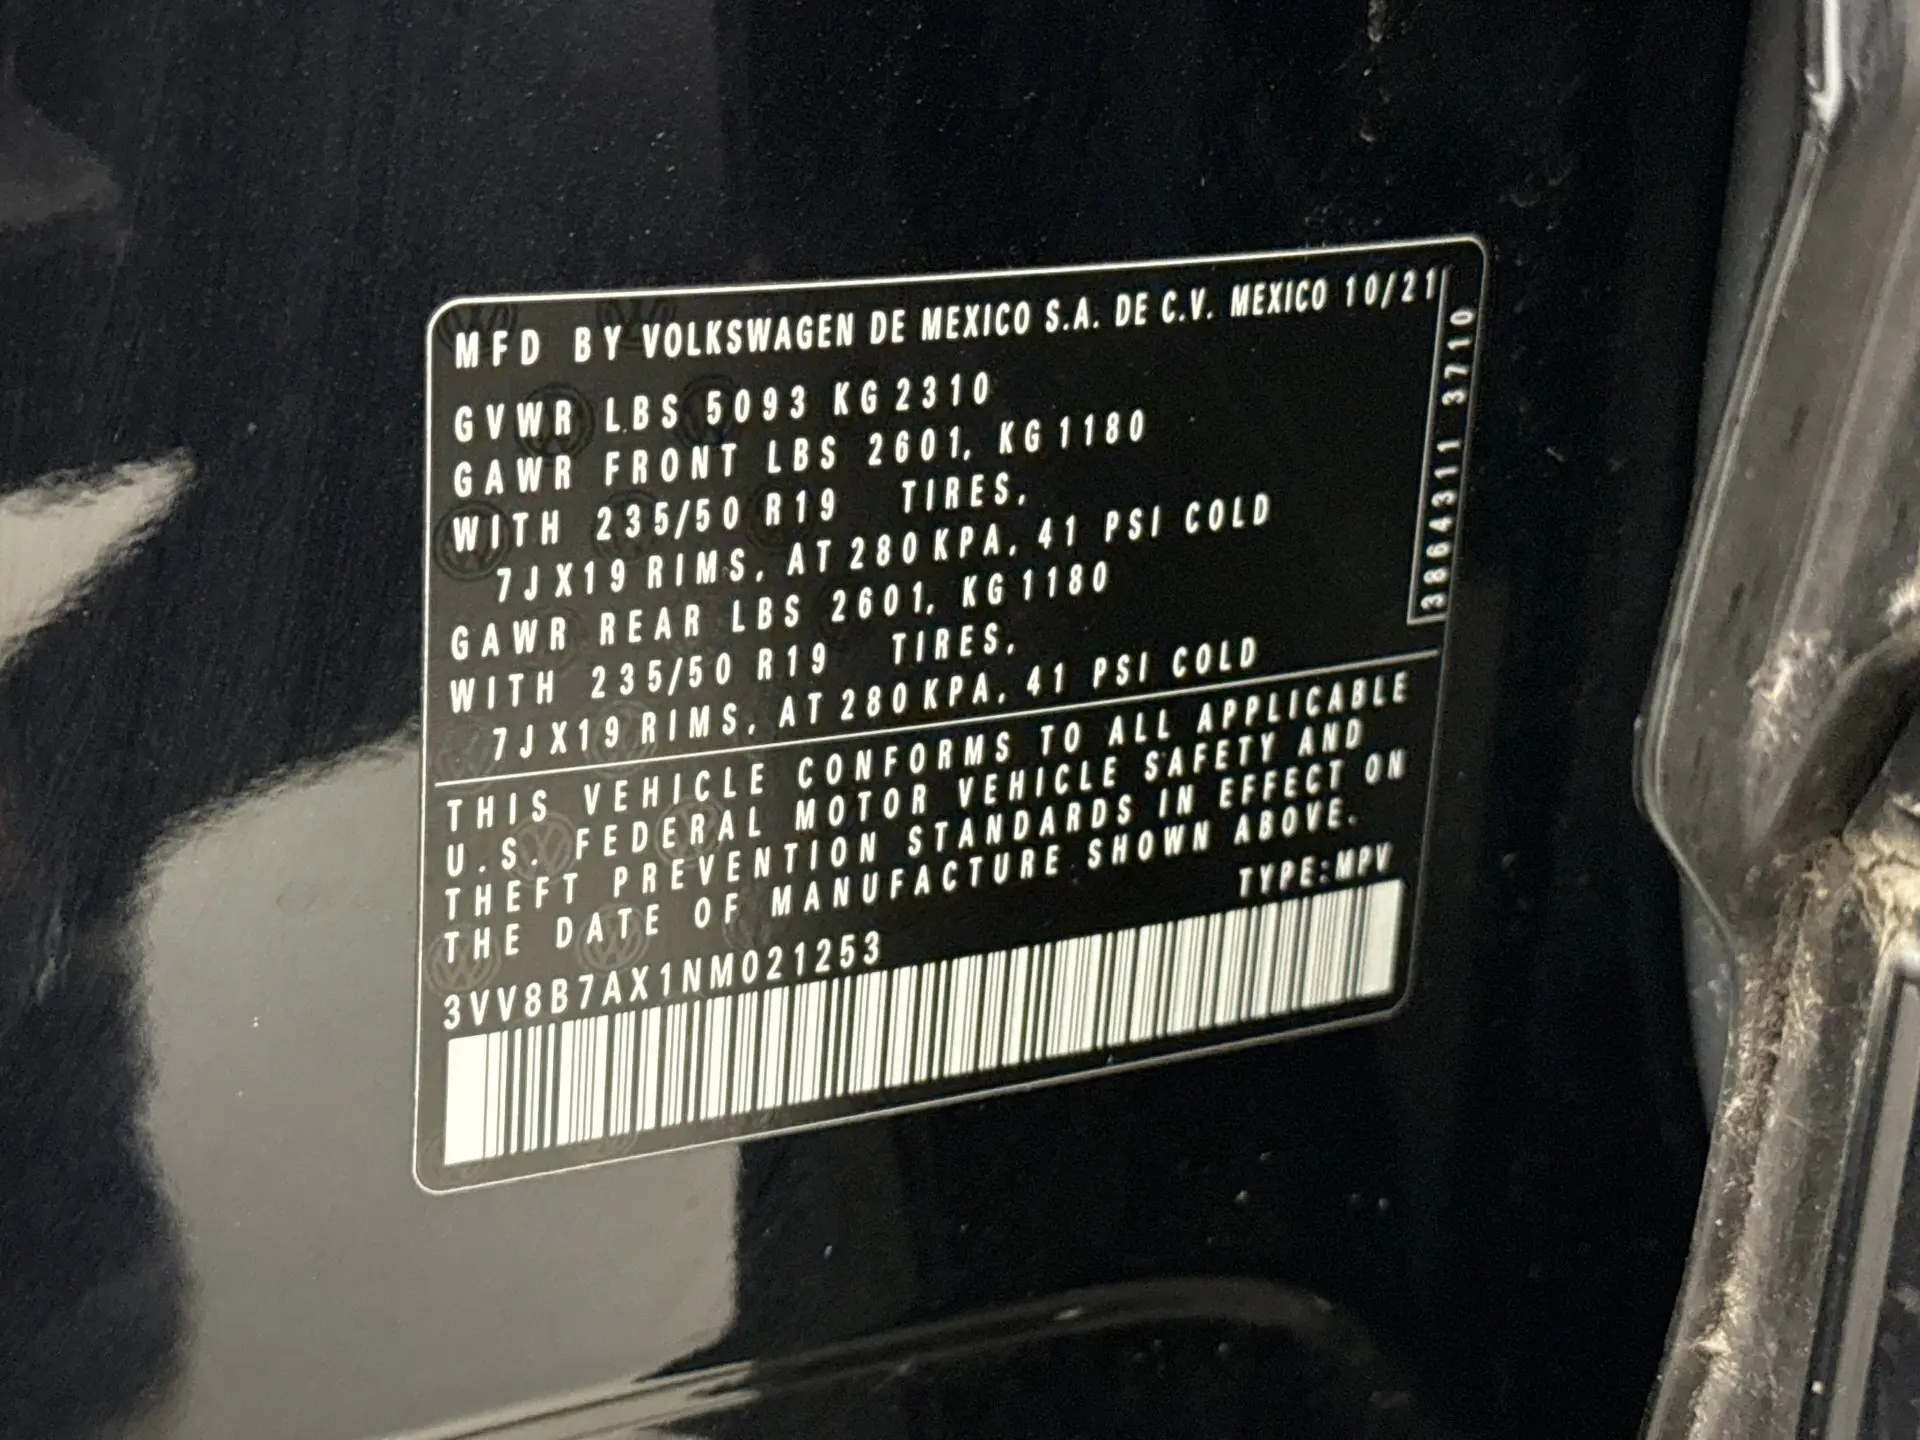 MFD BY VOLKSWAGEN DE MEXICO S.A. DE C.V. MEXICO 10/21
GVWR LBS 5093 KG 2310
GAWR FRONT LBS 2601, KG 1180
WITH 235/50 R19 TIRES,
7JX19 RIMS, AT 280 KPA, 41 PSI COLD
GAWR REAR LBS 2601, KG 1180
WITH 235/50 R19 TIRES,
7JX19 RIMS, AT 280 KPA, 41 PSI COLD
3864311 3710
THIS VEHICLE CONFORMS TO ALL APPLICABLE
U.S. FEDERAL MOTOR VEHICLE SAFETY AND
THEFT PREVENTION STANDARDS IN EFFECT ON
THE DATE OF MANUFACTURE SHOWN ABOVE.
TYPE:MPV
3VV8B7AX1NM021253